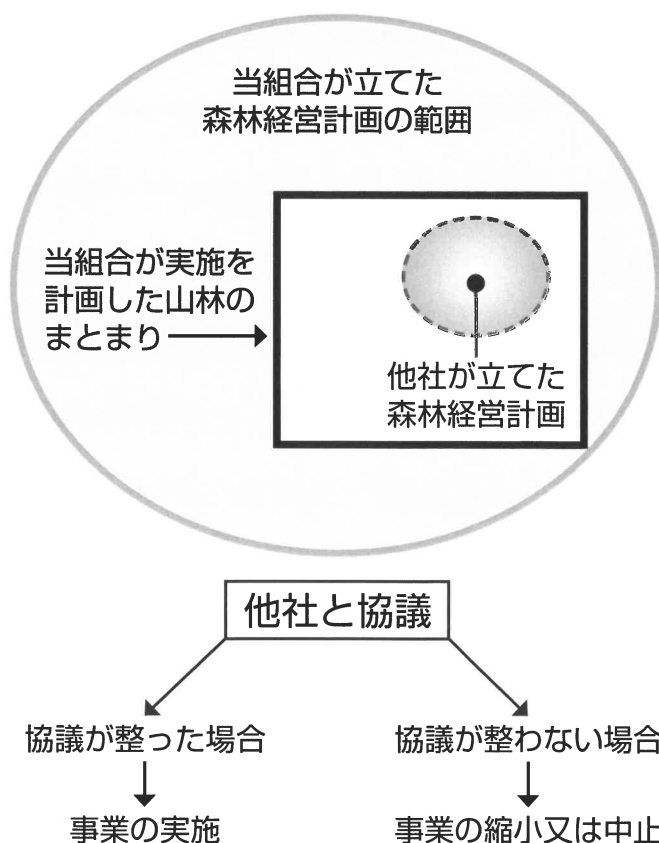 当組合が立てた
森林経営計画の範囲
当組合が実施を
計画した山林の
まとまり
他社が立てた
森林経営計画
他社と協議
協議が整った場合
協議が整わない場合
事業の実施
事業の縮小又は中止